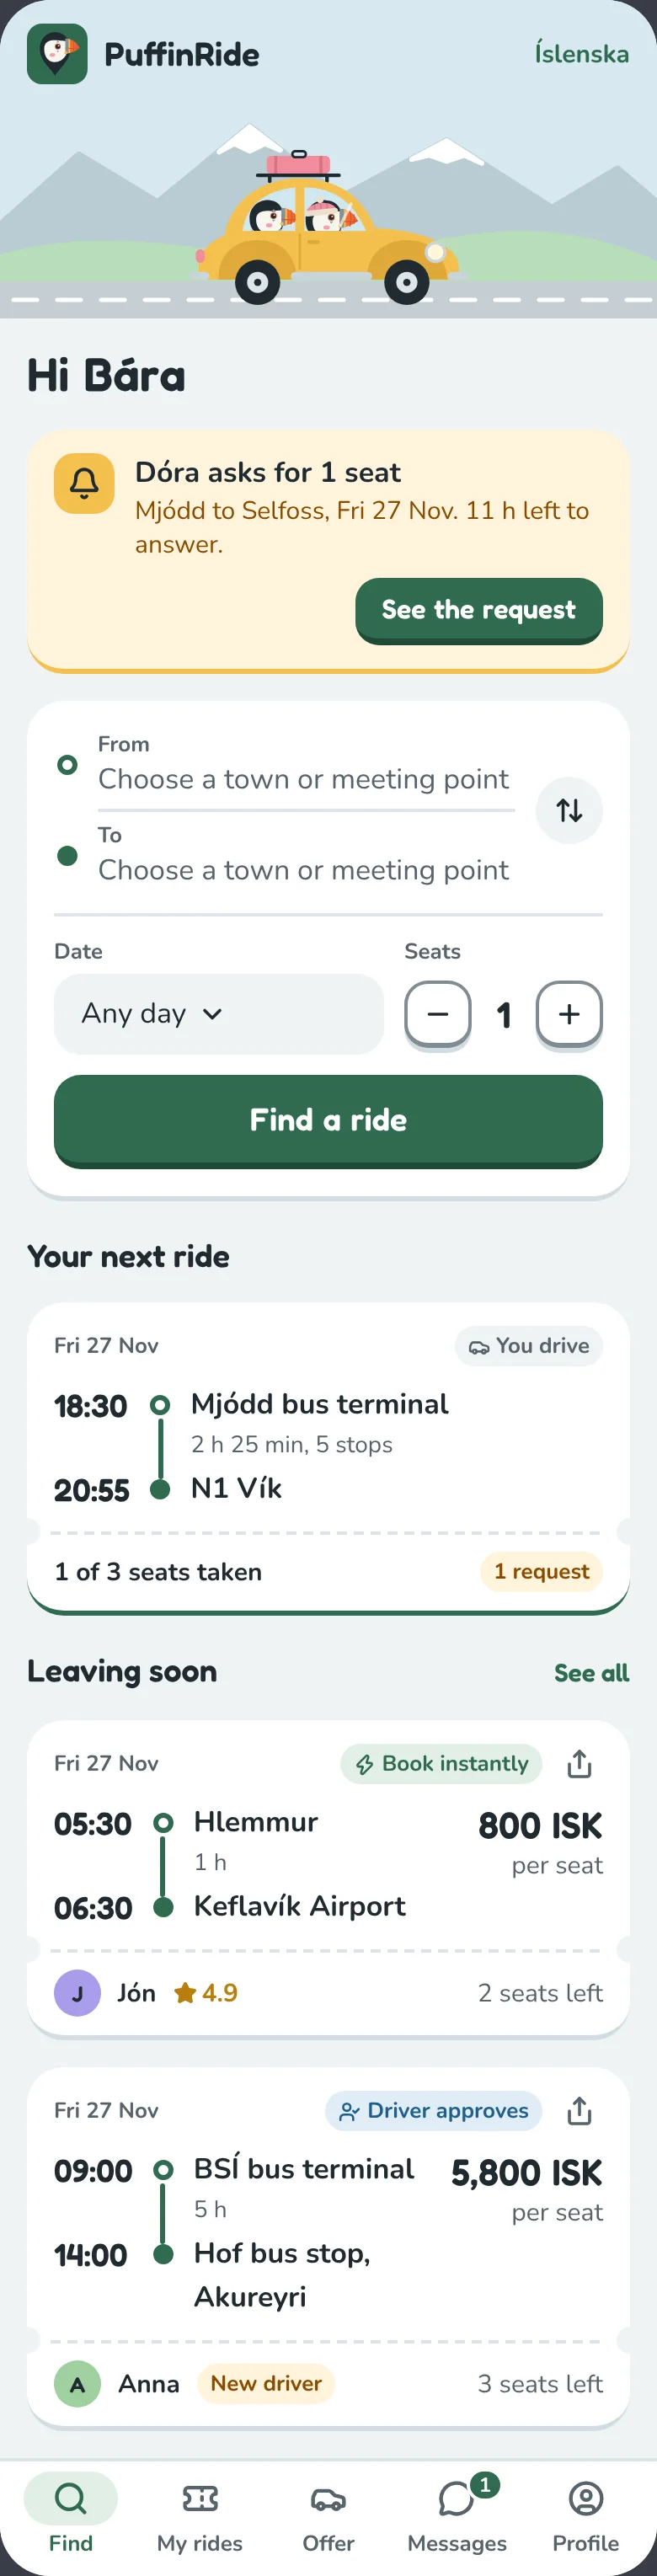 PuffinRide
Íslenska
Hi Bára
Dóra asks for 1 seat
Mjódd to Selfoss, Fri 27 Nov. 11 h left to
answer.
See the request
From
Choose a town or meeting point
To
Choose a town or meeting point
Date
Seats
Any day
1
Find a ride
Your next ride
Fri 27 Nov
You drive
18:30
Mjódd bus terminal
2 h 25 min, 5 stops
20:55
N1 Vík
1 of 3 seats taken
1 request
Leaving soon
See all
Fri 27 Nov
Book instantly
05:30
Hlemmur
800 ISK
1 h
per seat
06:30
Keflavík Airport
J
Jón
4.9
2 seats left
Fri 27 Nov
Driver approves
09:00
BSÍ bus terminal
5,800 ISK
5 h
per seat
14:00
Hof bus stop,
Akureyri
A
Anna
New driver
3 seats left
1
Find
My rides
Offer
Messages
Profile